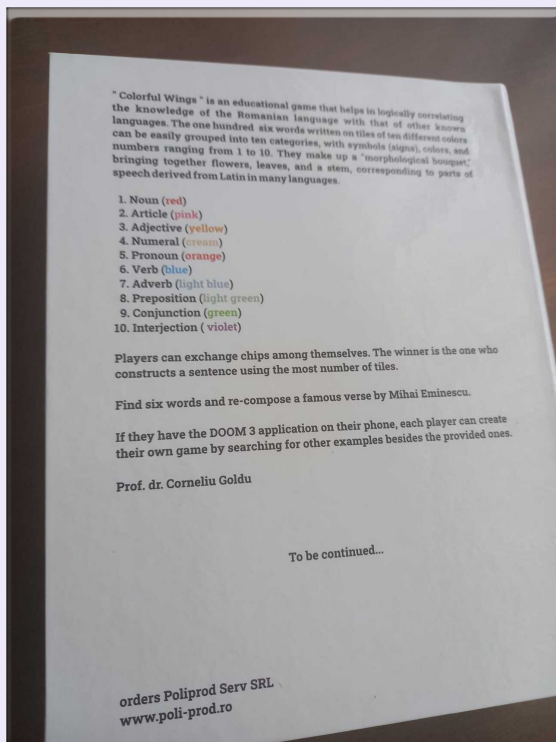 " Colorful Wings " is an educational game that helps in logically correlating
the knowledge of the Romanian language with that of other known
languages. The one hundred six words written on tiles of ten different colors
can be easily grouped into ten categories, with symbols (signs), colors, and
numbers ranging from 1 to 10. They make up a "morphological bouquet,"
bringing together flowers, leaves, and a stem, corresponding to parts of
speech derived from Latin in many languages.
1. Noun (red)
2. Article (pink)
3. Adjective (yellow)
4. Numeral (cream)
5. Pronoun (orange)
6. Verb (blue)
7. Adverb (light blue)
8. Preposition (light green)
9. Conjunction (green)
10. Interjection ( violet)
Players can exchange chips among themselves. The winner is the one who
constructs a sentence using the most number of tiles.
Find six words and re-compose a famous verse by Mihai Eminescu.
If they have the DOOM 3 application on their phone, each player can create
their own game by searching for other examples besides the provided ones.
Prof. dr. Corneliu Goldu
To be continued...
orders Poliprod Serv SRL
www.poli-prod.ro